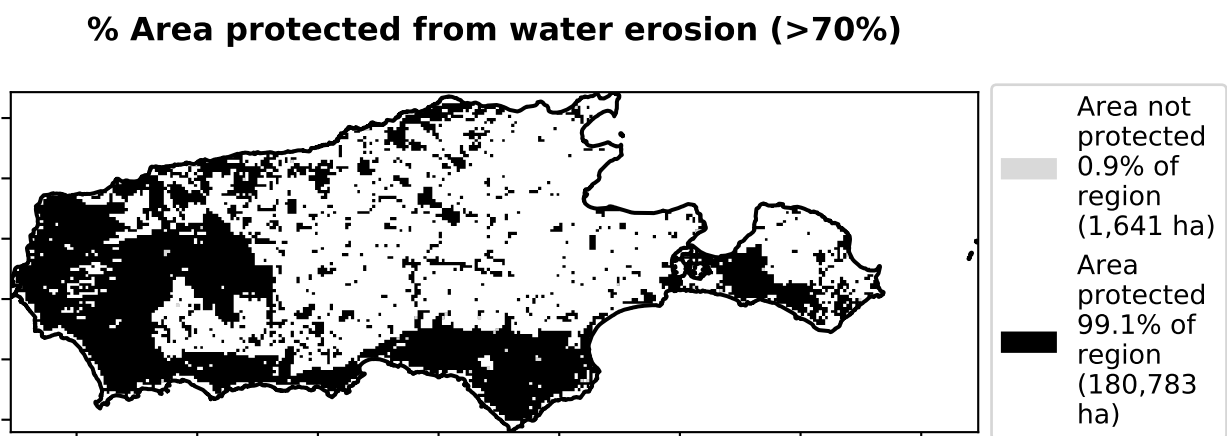 % Area protected from water erosion (>70%)
Area not
protected
0.9% of
region
(1,641 ha)
Area
protected
99.1% of
region
(180,783
ha)